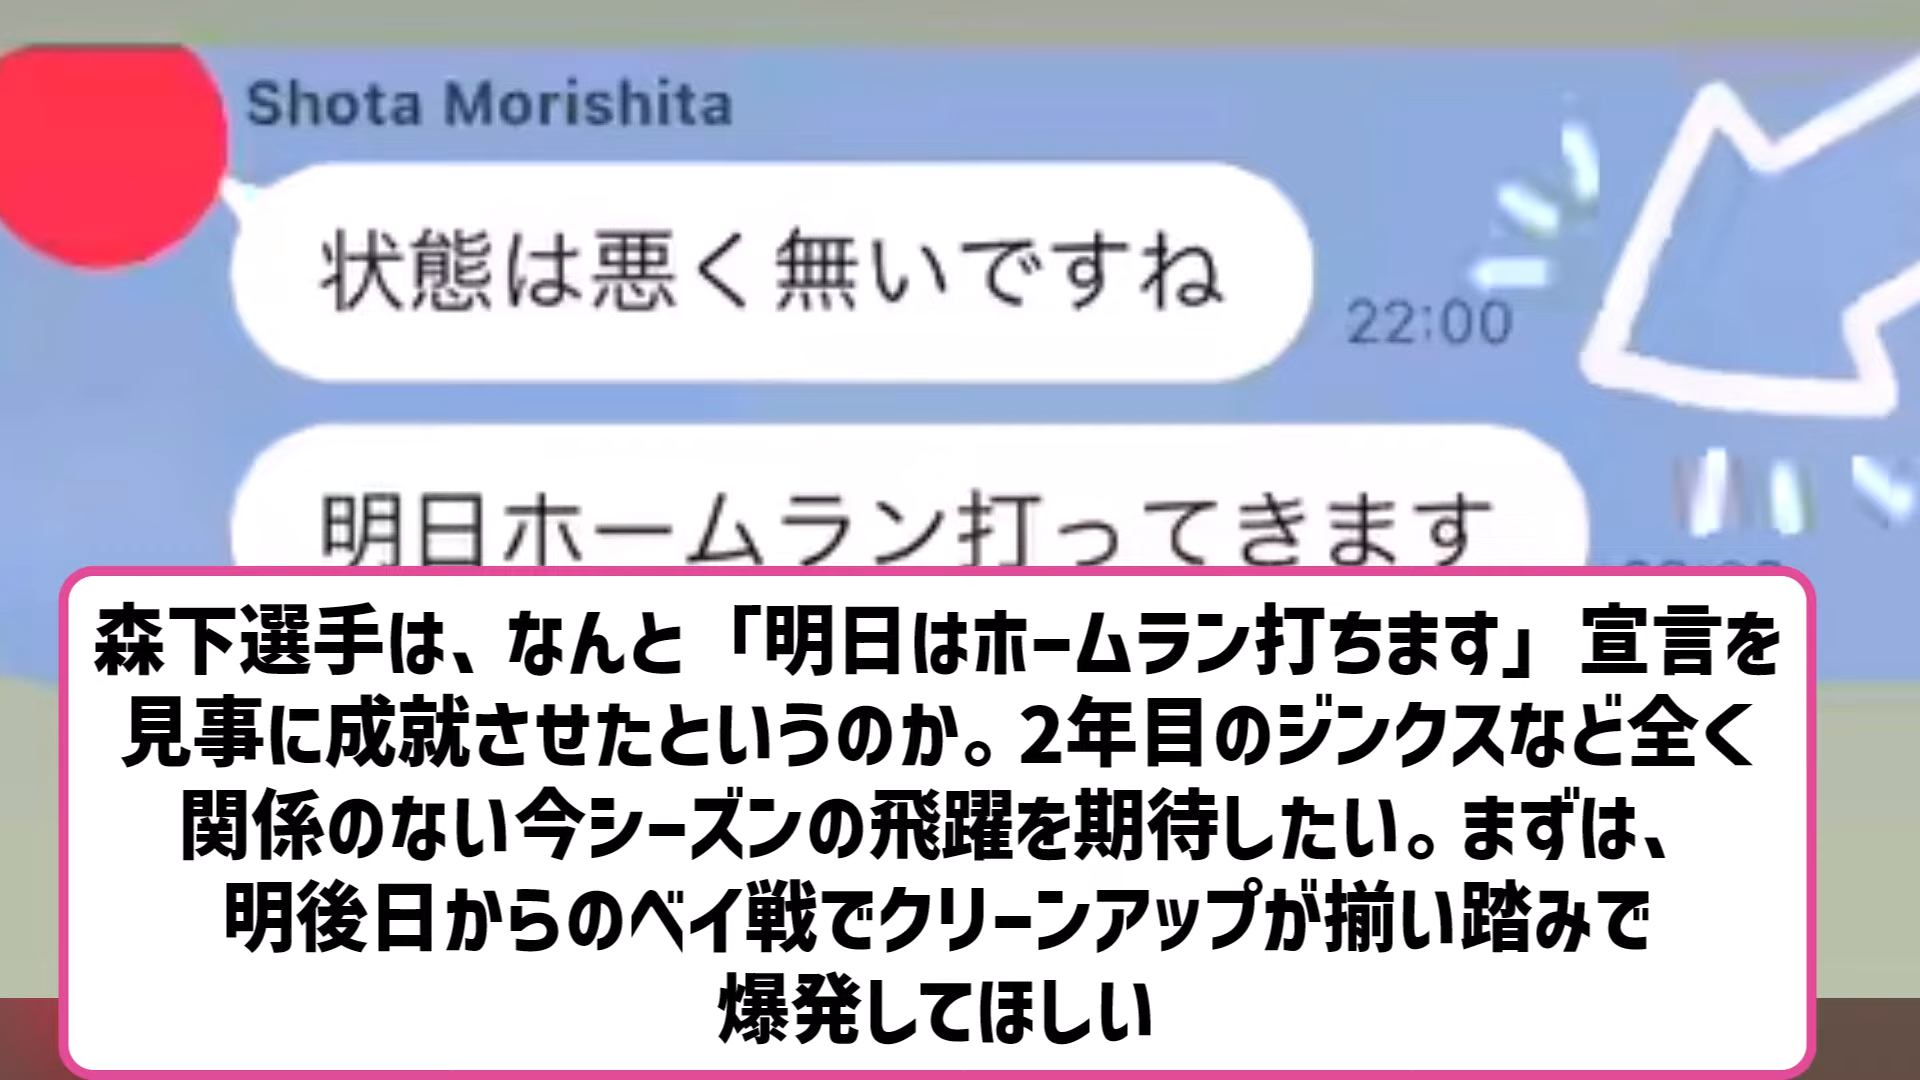 Shota Morishita
状態は悪く無いですね
22:00
明日ホームラン打ってきます
森下選手は、なんと「明日はホームラン打ちます」宣言を
見事に成就させたというのか。2年目のジンクスなど全く
関係のない今シーズンの飛躍を期待したい。まずは、
明後日からのベイ戦でクリーンアップが揃い踏みで
爆発してほしい